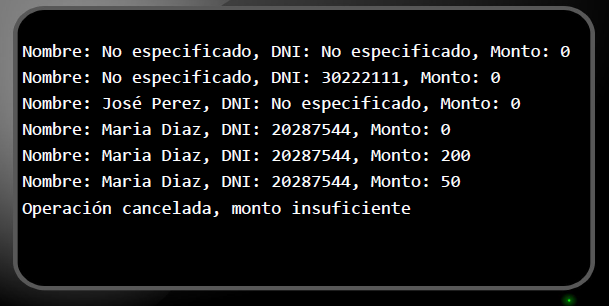 Nombre: No especificado, DNI: No especificado, Monto: 0
Nombre: No especificado, DNI: 30222111, Monto: 0
Nombre: José Perez, DNI: No especificado, Monto: 0
Nombre: Maria Diaz, DNI: 20287544, Monto: 0
Nombre: Maria Diaz, DNI: 20287544, Monto: 200
Nombre: Maria Diaz, DNI: 20287544, Monto: 50
Operación cancelada, monto insuficiente